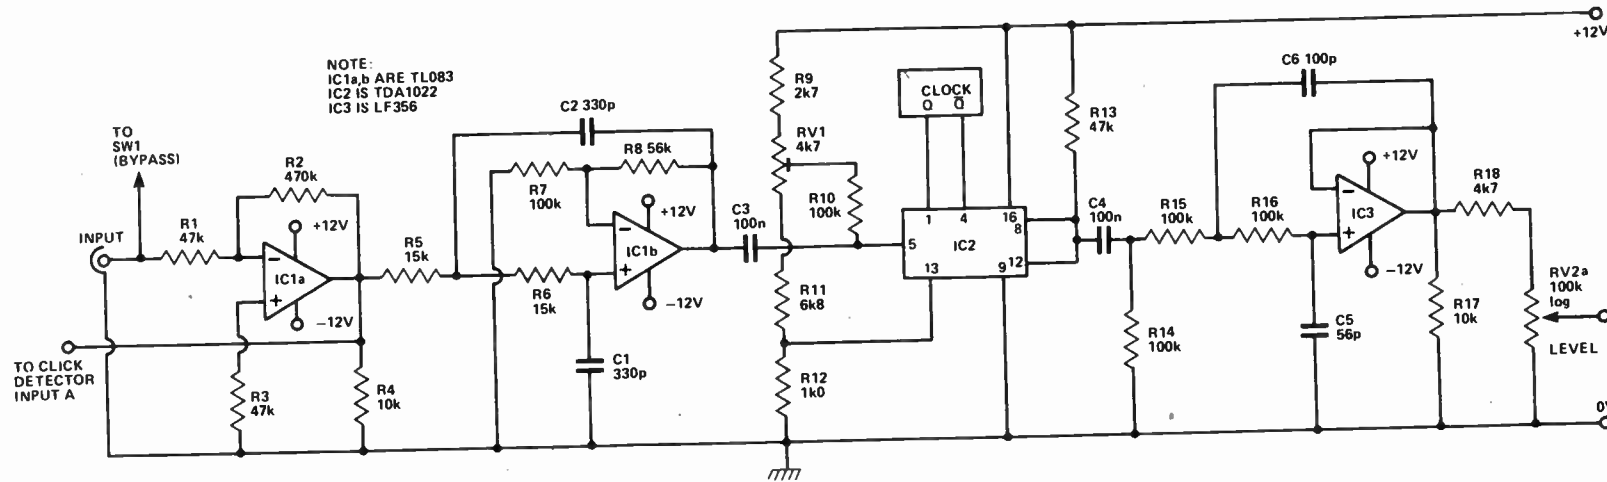 NOTE:
IC1a,b ARE TL083
IC2 IS TDA1022
IC3 IS LF356
TO
SW1
(BYPASS)
INPUT
R1
47k
R2
470k
+12V
−
+
IC1a
−12V
TO CLICK
DETECTOR
INPUT A
R3
47k
R4
10k
R5
15k
C2 330p
R7
100k
R8 56k
R6
15k
C1
330p
+12V
−
+
IC1b
−12V
C3
100n
R9
2k7
RV1
4k7
R10
100k
R11
6k8
R12
1k0
CLOCK
Q Q̅
1
4
16
8
5
IC2
13
9
12
R13
47k
C4
100n
R14
100k
R15
100k
R16
100k
C6 100p
C5
56p
+12V
−
+
IC3
−12V
R17
10k
R18
4k7
RV2a
100k
log
LEVEL
+12V
0V